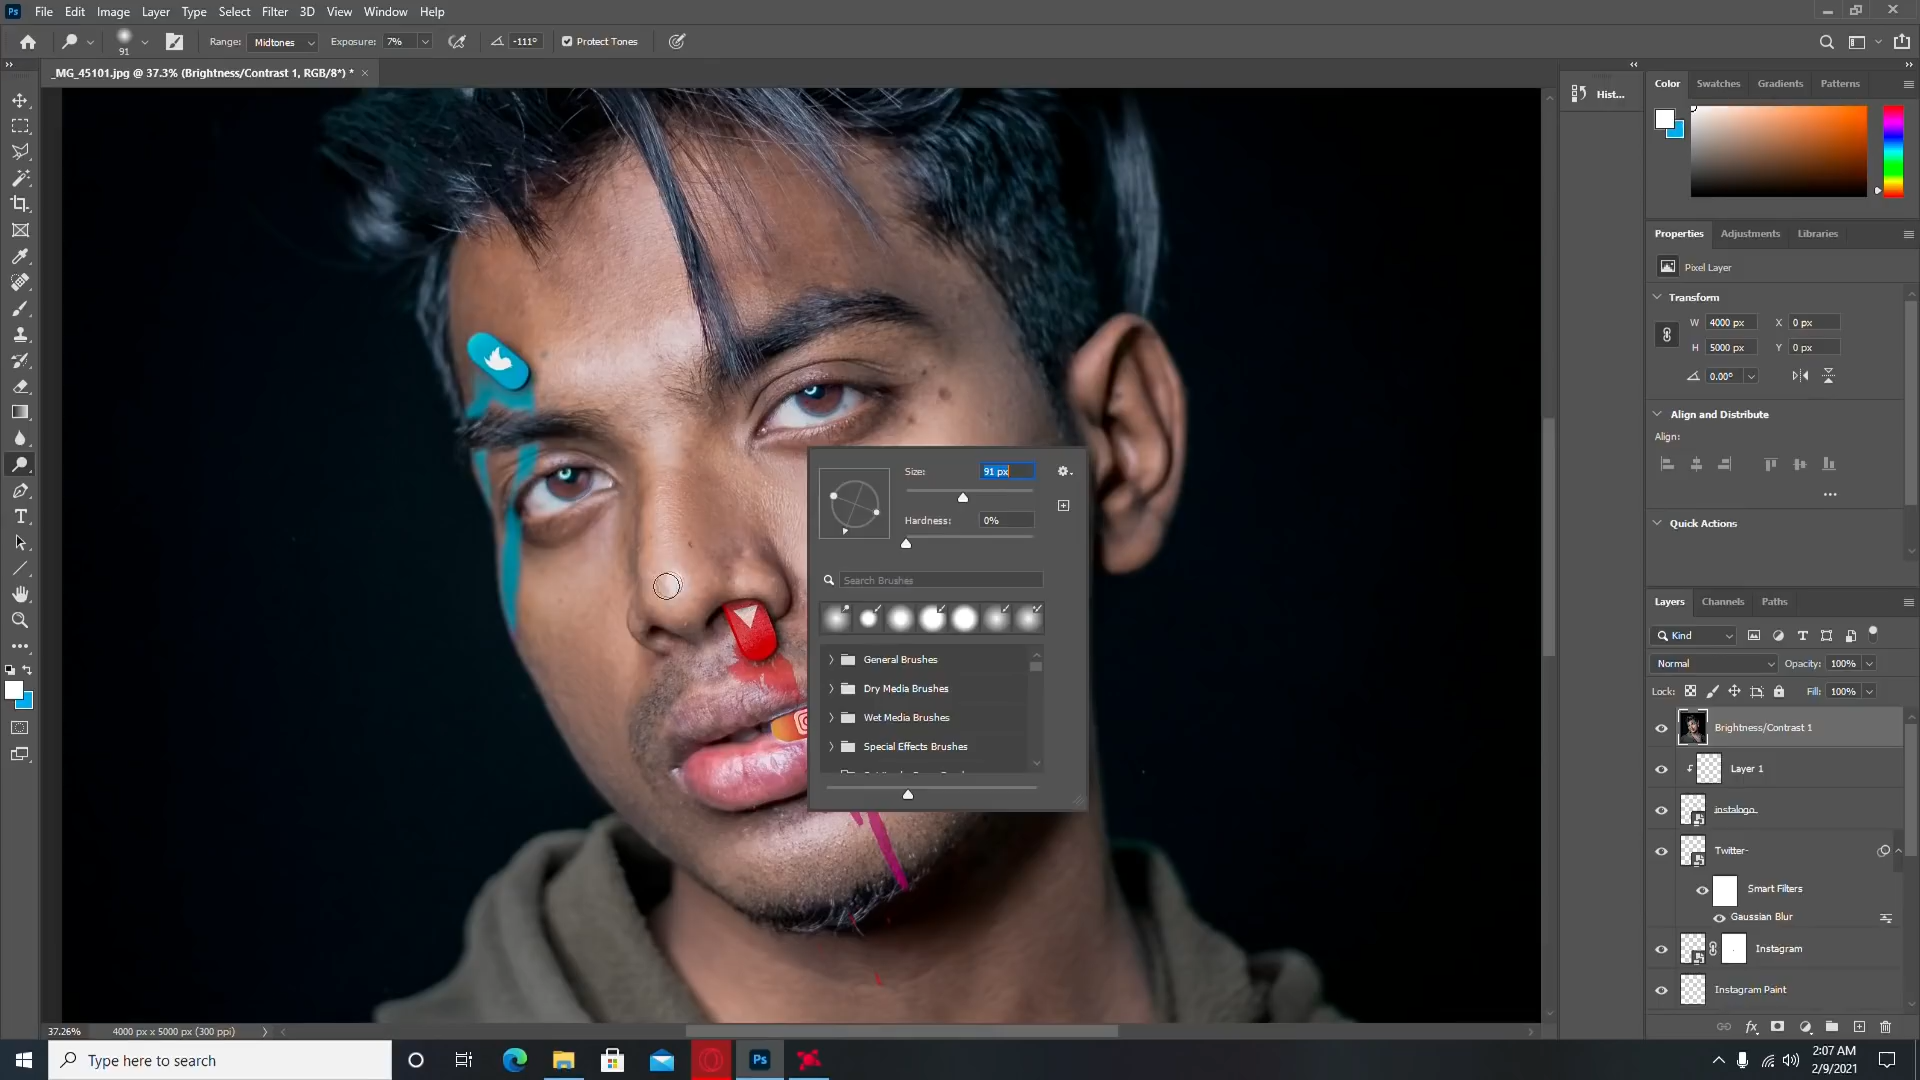 Ps File Edit Image Layer Type Select Filter 3D View Window Help
91 Range: Midtones Exposure: 7% -111° Protect Tones
_MG_45101.jpg @ 37.3% (Brightness/Contrast 1, RGB/8*) * ×
Hist...
Color Swatches Gradients Patterns
Properties Adjustments Libraries
Pixel Layer
Transform
W 4000 px X 0 px
H 5000 px Y 0 px
0.00°
Align and Distribute
Align:
Quick Actions
Size: 91 px
Hardness: 0%
Search Brushes
General Brushes
Dry Media Brushes
Wet Media Brushes
Special Effects Brushes
Layers Channels Paths
Kind
Normal Opacity: 100%
Lock: Fill: 100%
Brightness/Contrast 1
Layer 1
instalogo.
Twitter-
Smart Filters
Gaussian Blur
Instagram
Instagram Paint
37.26% 4000 px x 5000 px (300 ppi)
Type here to search
Ps
2:07 AM
2/9/2021